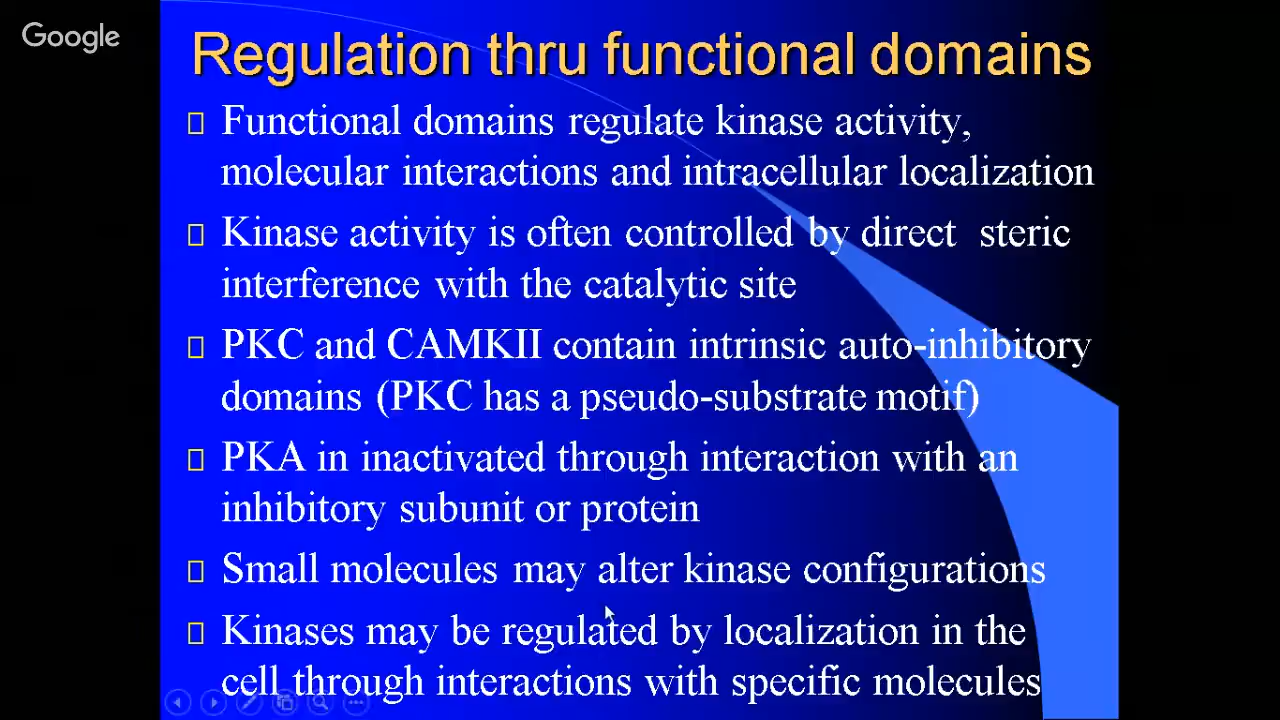 Google
Regulation thru functional domains
Functional domains regulate kinase activity,
molecular interactions and intracellular localization
Kinase activity is often controlled by direct steric
interference with the catalytic site
PKC and CAMKII contain intrinsic auto-inhibitory
domains (PKC has a pseudo-substrate motif)
PKA in inactivated through interaction with an
inhibitory subunit or protein
Small molecules may alter kinase configurations
Kinases may be regulated by localization in the
cell through interactions with specific molecules